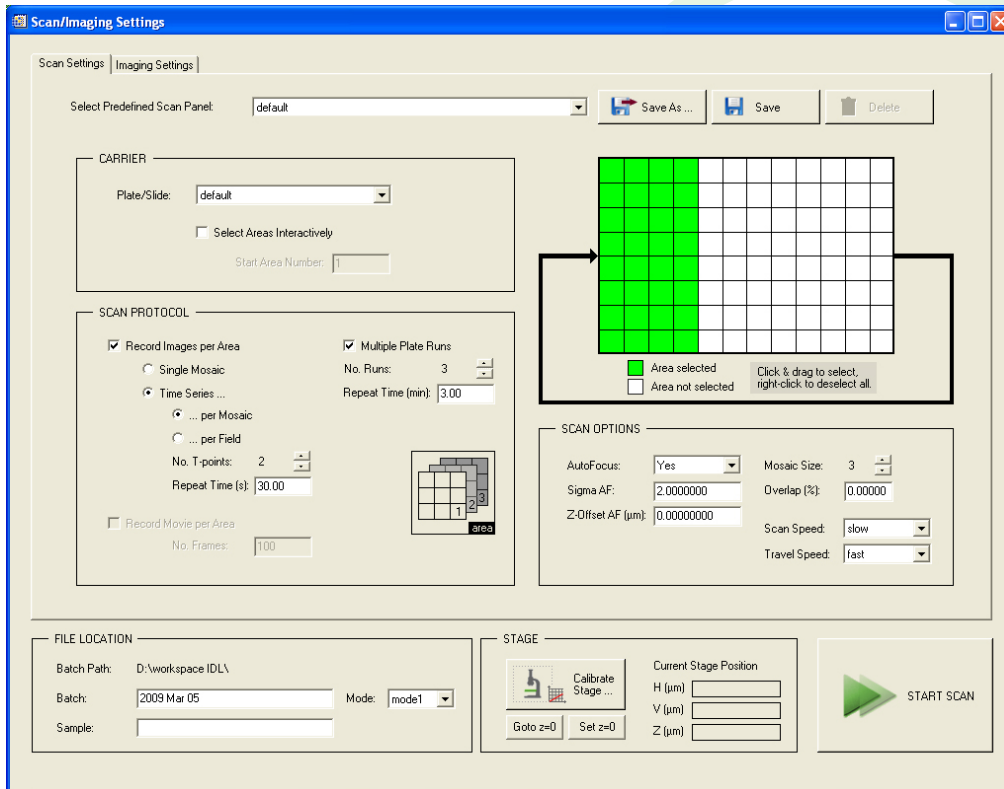 Scan/Imaging Settings
Scan Settings
Imaging Settings
Select Predefined Scan Panel:
default
Save As ...
Save
Delete
CARRIER
Plate/Slide:
default
Select Areas Interactively
Start Area Number:
1
Area selected
Area not selected
Click & drag to select,
right-click to deselect all.
SCAN PROTOCOL
Record Images per Area
Single Mosaic
Time Series ...
... per Mosaic
... per Field
No. T-points:
2
Repeat Time (s):
30.00
Record Movie per Area
No. Frames:
100
Multiple Plate Runs
No. Runs:
3
Repeat Time (min):
3.00
1
2
3
area
SCAN OPTIONS
AutoFocus:
Yes
Sigma AF:
2.0000000
Z-Offset AF (µm):
0.00000000
Mosaic Size:
3
Overlap (%):
0.00000
Scan Speed:
slow
Travel Speed:
fast
FILE LOCATION
Batch Path:
D:\workspace IDL\
Batch:
2009 Mar 05
Mode:
mode1
Sample:
STAGE
Calibrate
Stage ...
Goto z=0
Set z=0
Current Stage Position
H (µm)
V (µm)
Z (µm)
START SCAN